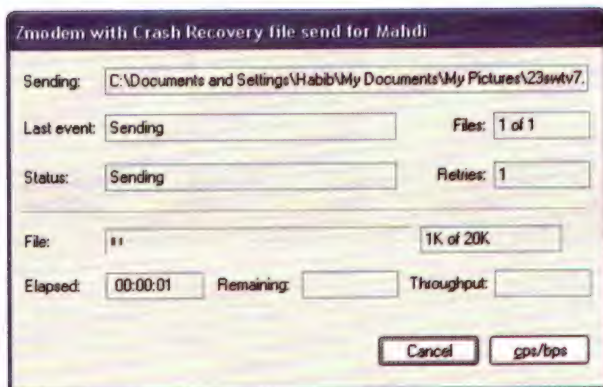 Zmodem with Crash Recovery file send for Mahdi
Sending: C:\Documents and Settings\Habib\My Documents\My Pictures\23swtv7.
Last event: Sending Files: 1 of 1
Status: Sending Retries: 1
File: 1K of 20K
Elapsed: 00:00:01 Remaining: Throughput:
Cancel cps/bps